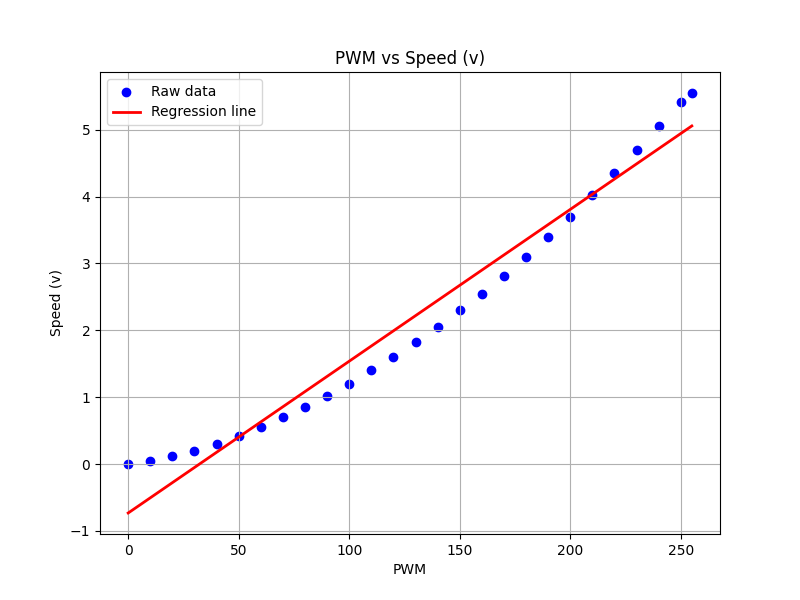 PWM vs Speed (v)
Raw data
Regression line
Speed (v)
5
4
3
2
1
0
−1
0 50 100 150 200 250
PWM